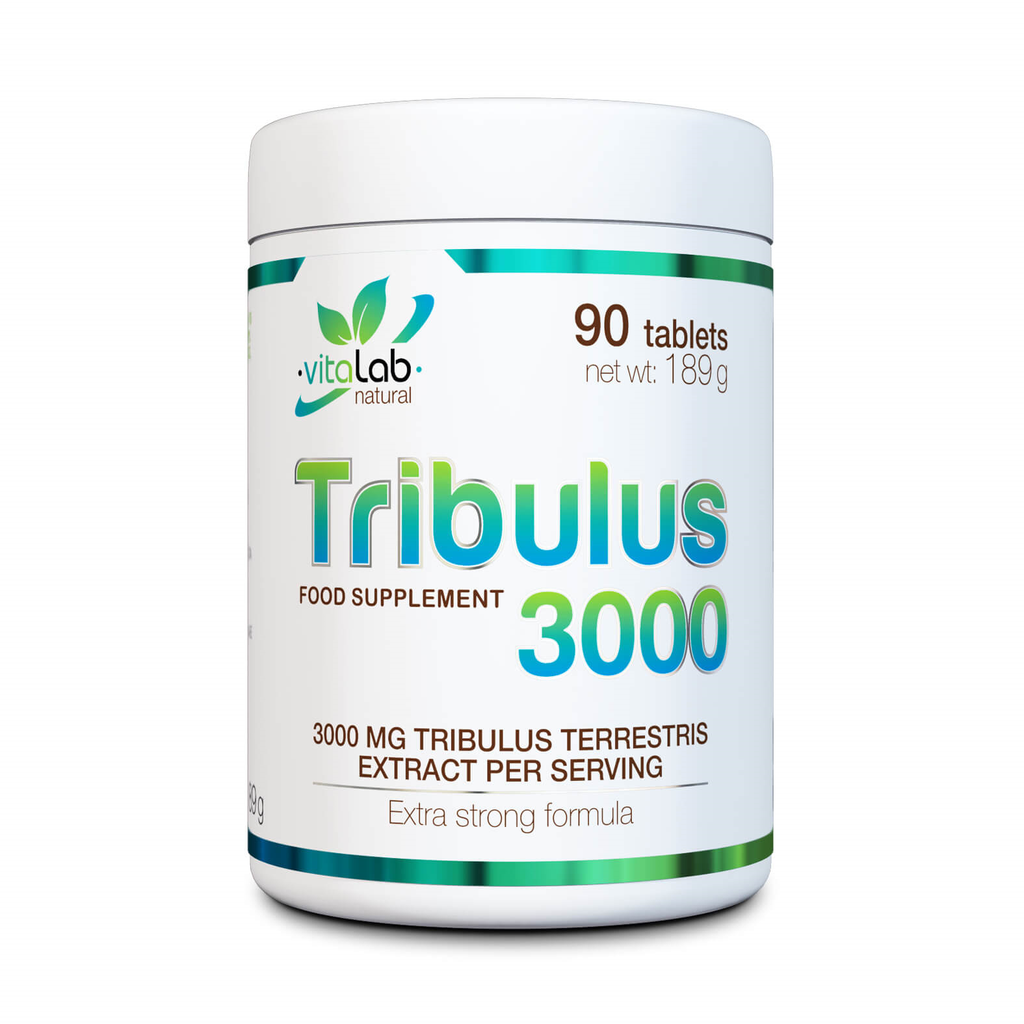 vitalab
natural
90 tablets
net wt: 189 g
Tribulus
FOOD SUPPLEMENT
3000
3000 MG TRIBULUS TERRESTRIS
EXTRACT PER SERVING
Extra strong formula